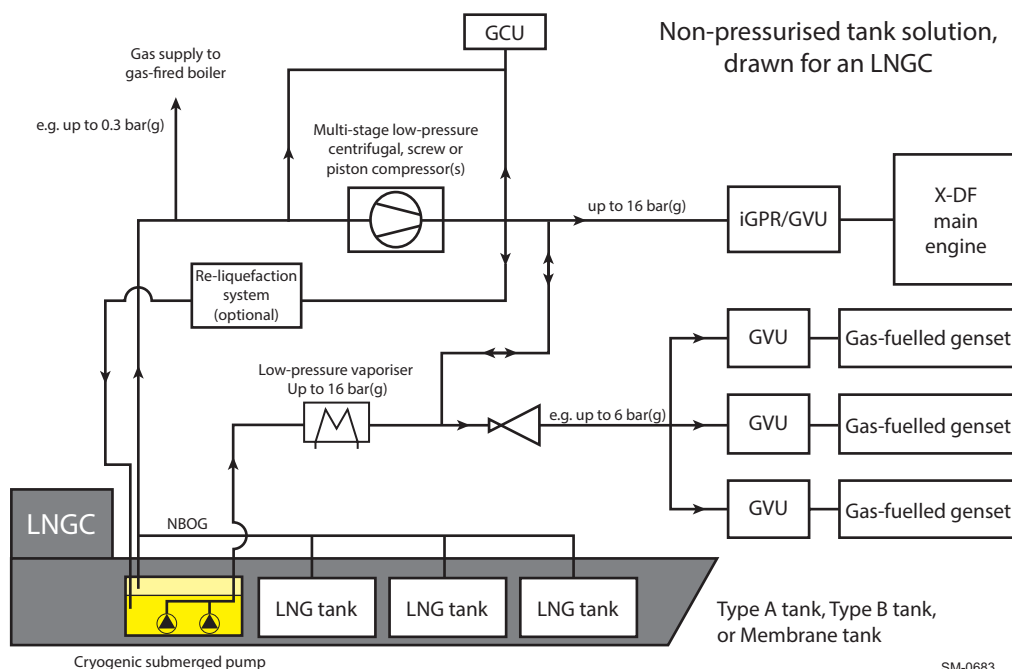 GCU
Non-pressurised tank solution,
drawn for an LNGC
Gas supply to
gas-fired boiler
e.g. up to 0.3 bar(g)
Multi-stage low-pressure
centrifugal, screw or
piston compressor(s)
up to 16 bar(g)
iGPR/GVU
X-DF
main
engine
Re-liquefaction
system
(optional)
GVU
Gas-fuelled genset
Low-pressure vaporiser
Up to 16 bar(g)
e.g. up to 6 bar(g)
GVU
Gas-fuelled genset
GVU
Gas-fuelled genset
LNGC
NBOG
LNG tank
LNG tank
LNG tank
Type A tank, Type B tank,
or Membrane tank
Cryogenic submerged pump
SM-0683